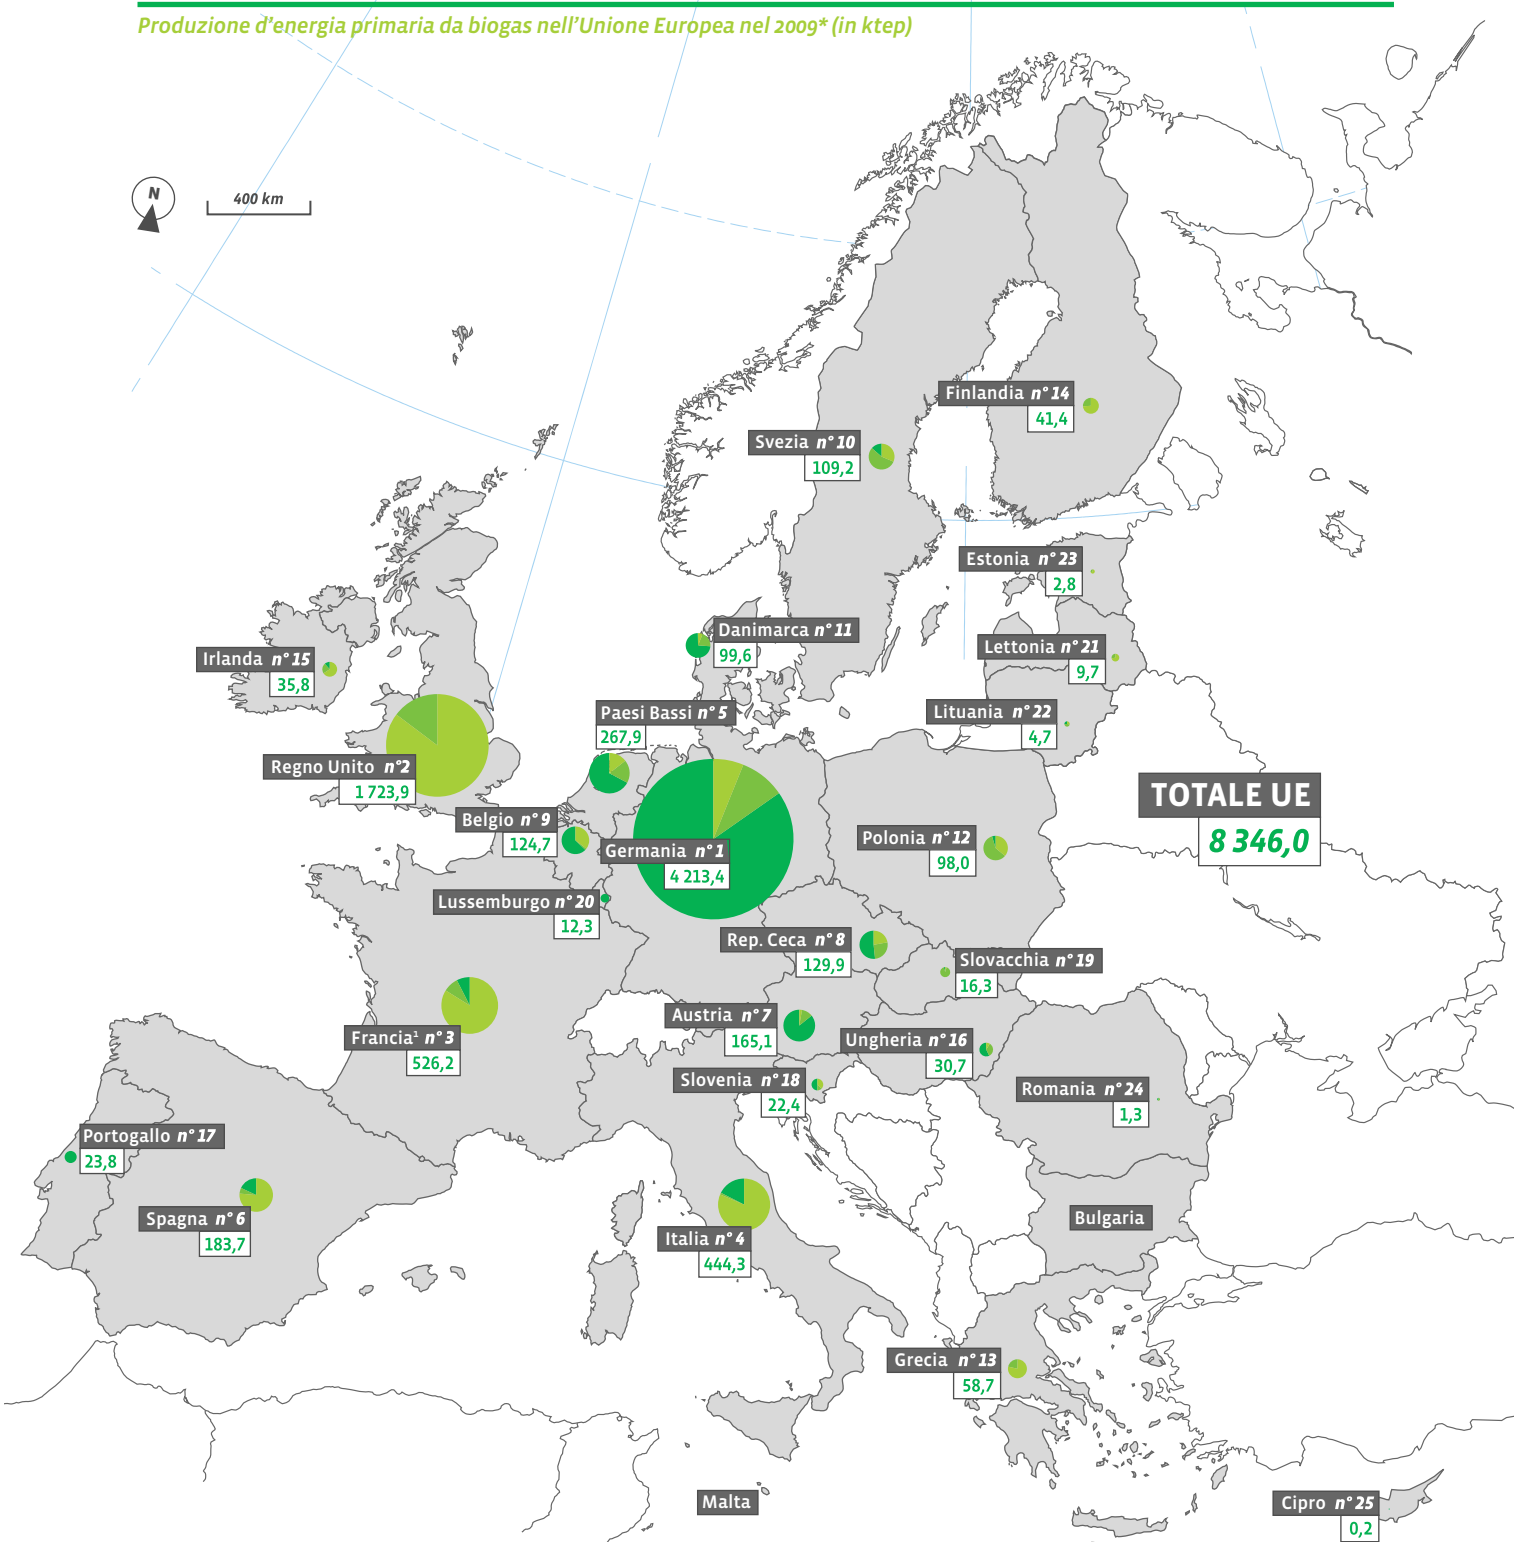 Produzione d'energia primaria da biogas nell'Unione Europea nel 2009* (in ktep)
N
400 km
Finlandia n° 14
41,4
Svezia n° 10
109,2
Estonia n° 23
2,8
Danimarca n° 11
99,6
Lettonia n° 21
9,7
Irlanda n° 15
35,8
Paesi Bassi n° 5
267,9
Lituania n° 22
4,7
Regno Unito n°2
1 723,9
TOTALE UE
8 346,0
Belgio n° 9
124,7
Germania n° 1
4 213,4
Polonia n° 12
98,0
Lussemburgo n° 20
12,3
Rep. Ceca n° 8
129,9
Slovacchia n° 19
16,3
Austria n° 7
165,1
Francia¹ n° 3
526,2
Ungheria n° 16
30,7
Slovenia n° 18
22,4
Romania n° 24
1,3
Portogallo n° 17
23,8
Spagna n° 6
183,7
Bulgaria
Italia n° 4
444,3
Grecia n° 13
58,7
Malta
Cipro n° 25
0,2